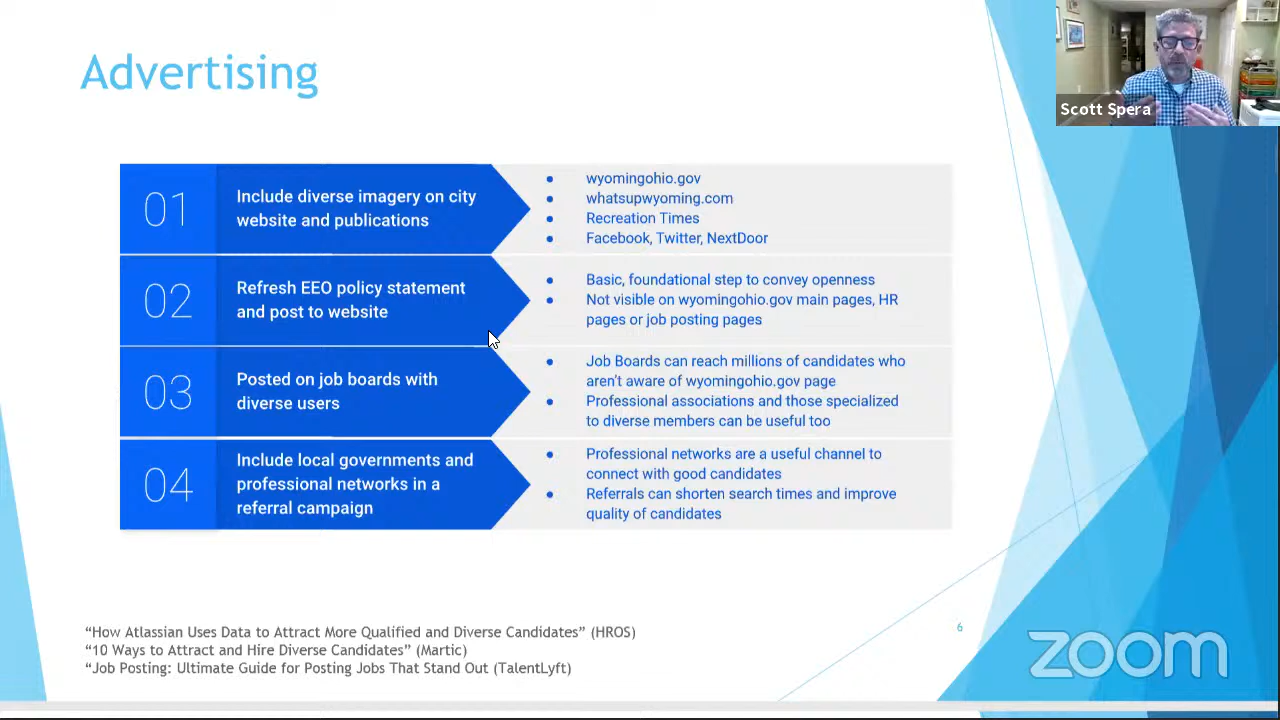 Advertising
Scott Spera
01
Include diverse imagery on city
website and publications
● wyomingohio.gov
● whatsupwyoming.com
● Recreation Times
● Facebook, Twitter, NextDoor
02
Refresh EEO policy statement
and post to website
● Basic, foundational step to convey openness
● Not visible on wyomingohio.gov main pages, HR
pages or job posting pages
03
Posted on job boards with
diverse users
● Job Boards can reach millions of candidates who
aren't aware of wyomingohio.gov page
● Professional associations and those specialized
to diverse members can be useful too
04
Include local governments and
professional networks in a
referral campaign
● Professional networks are a useful channel to
connect with good candidates
● Referrals can shorten search times and improve
quality of candidates
“How Atlassian Uses Data to Attract More Qualified and Diverse Candidates” (HROS)
“10 Ways to Attract and Hire Diverse Candidates” (Martic)
“Job Posting: Ultimate Guide for Posting Jobs That Stand Out (TalentLyft)
6
zoom